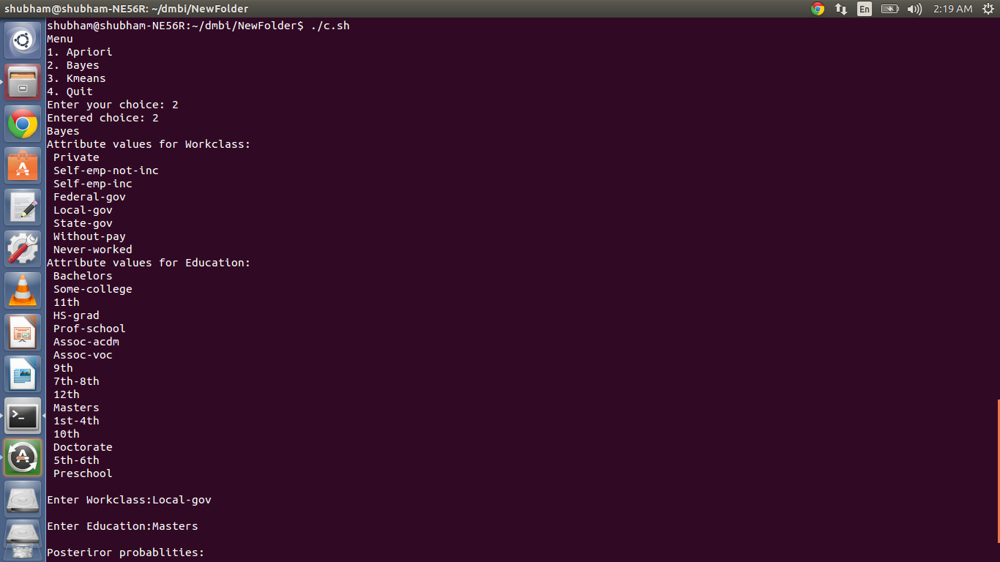 shubham@shubham-NE56R: ~/dmbi/NewFolder
En
2:19 AM
shubham@shubham-NE56R:~/dmbi/NewFolder$ ./c.sh
Menu
1. Apriori
2. Bayes
3. Kmeans
4. Quit
Enter your choice: 2
Entered choice: 2
Bayes
Attribute values for Workclass:
Private
Self-emp-not-inc
Self-emp-inc
Federal-gov
Local-gov
State-gov
Without-pay
Never-worked
Attribute values for Education:
Bachelors
Some-college
11th
HS-grad
Prof-school
Assoc-acdm
Assoc-voc
9th
7th-8th
12th
Masters
1st-4th
10th
Doctorate
5th-6th
Preschool
Enter Workclass:Local-gov
Enter Education:Masters
Posteriror probablities: